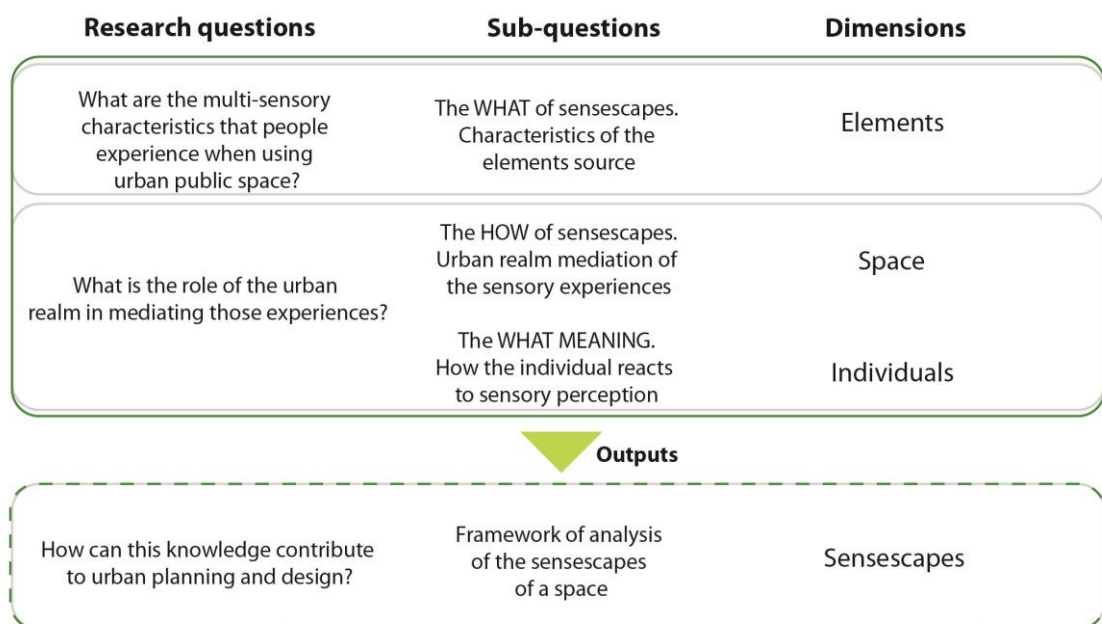 Research questions
Sub-questions
Dimensions
What are the multi-sensory
characteristics that people
experience when using
urban public space?
The WHAT of sensescapes.
Characteristics of the
elements source
Elements
What is the role of the urban
realm in mediating those experiences?
The HOW of sensescapes.
Urban realm mediation of
the sensory experiences
Space
The WHAT MEANING.
How the individual reacts
to sensory perception
Individuals
Outputs
How can this knowledge contribute
to urban planning and design?
Framework of analysis
of the sensescapes
of a space
Sensescapes